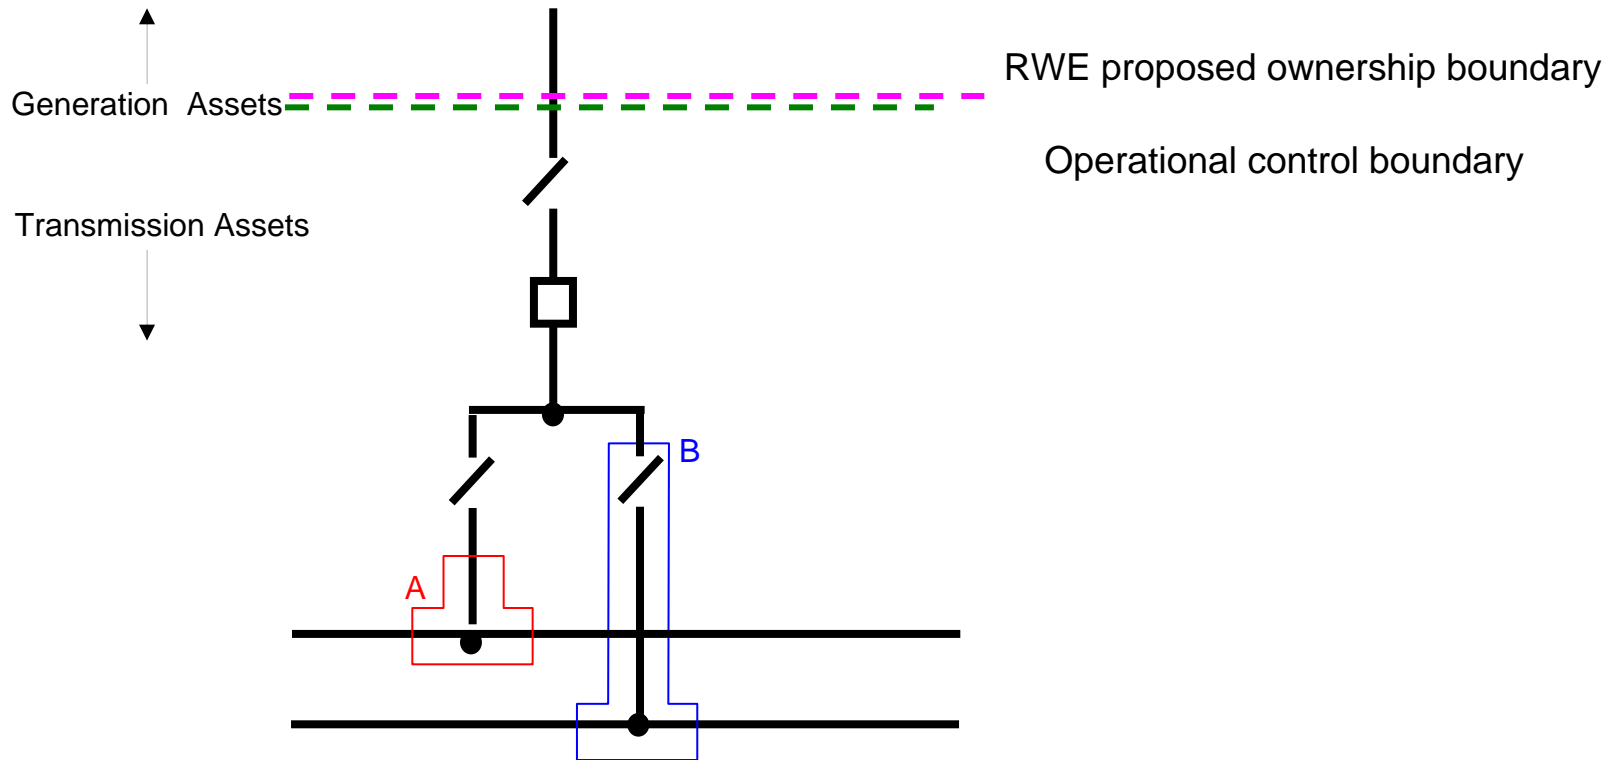 RWE proposed ownership boundary
Generation Assets
Operational control boundary
Transmission Assets
B
A